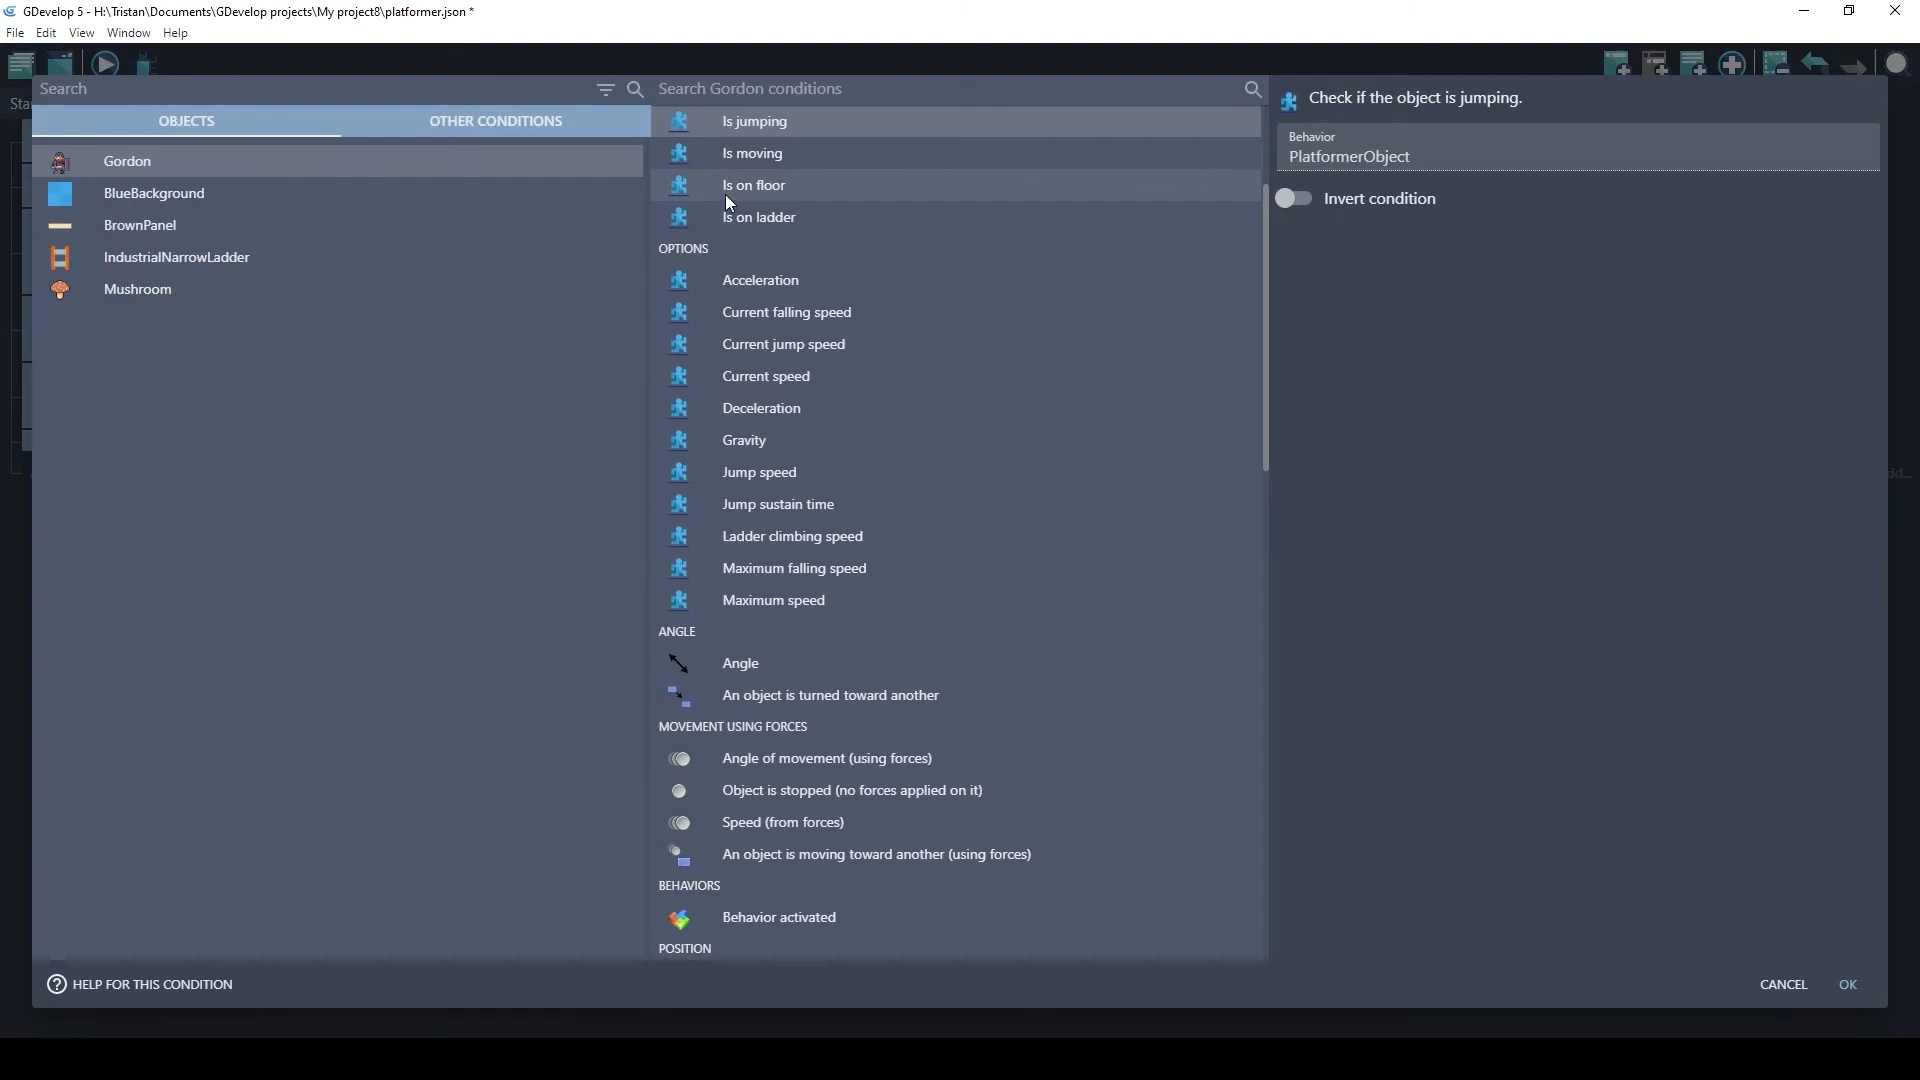 GDevelop 5 - H:\Tristan\Documents\GDevelop projects\My project8\platformer.json *
File Edit View Window Help
Sta
Search
Search Gordon conditions
OBJECTS
OTHER CONDITIONS
Gordon
BlueBackground
BrownPanel
IndustrialNarrowLadder
Mushroom
Is jumping
Is moving
Is on floor
Is on ladder
OPTIONS
Acceleration
Current falling speed
Current jump speed
Current speed
Deceleration
Gravity
Jump speed
Jump sustain time
Ladder climbing speed
Maximum falling speed
Maximum speed
ANGLE
Angle
An object is turned toward another
MOVEMENT USING FORCES
Angle of movement (using forces)
Object is stopped (no forces applied on it)
Speed (from forces)
An object is moving toward another (using forces)
BEHAVIORS
Behavior activated
POSITION
Check if the object is jumping.
Behavior
PlatformerObject
Invert condition
dd...
? HELP FOR THIS CONDITION
CANCEL
OK